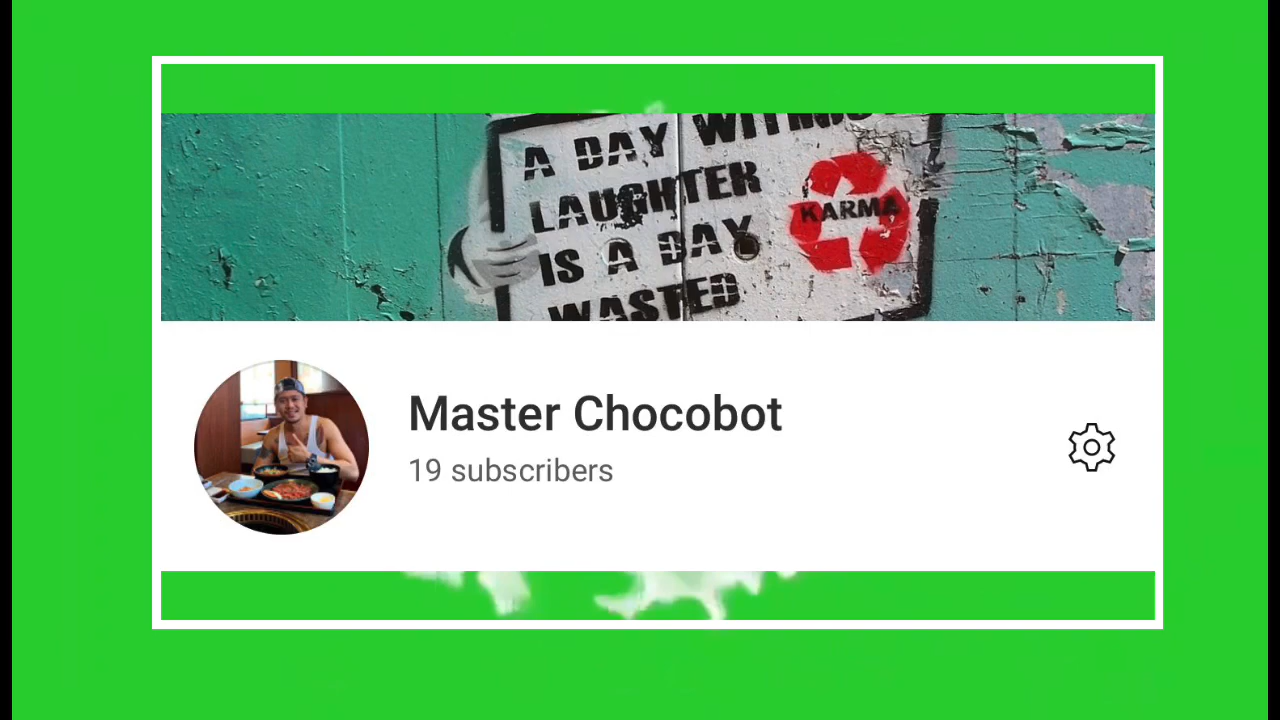 A DAY
LAUGHTER
IS A DAY
WASTED
KARMA
Master Chocobot
19 subscribers